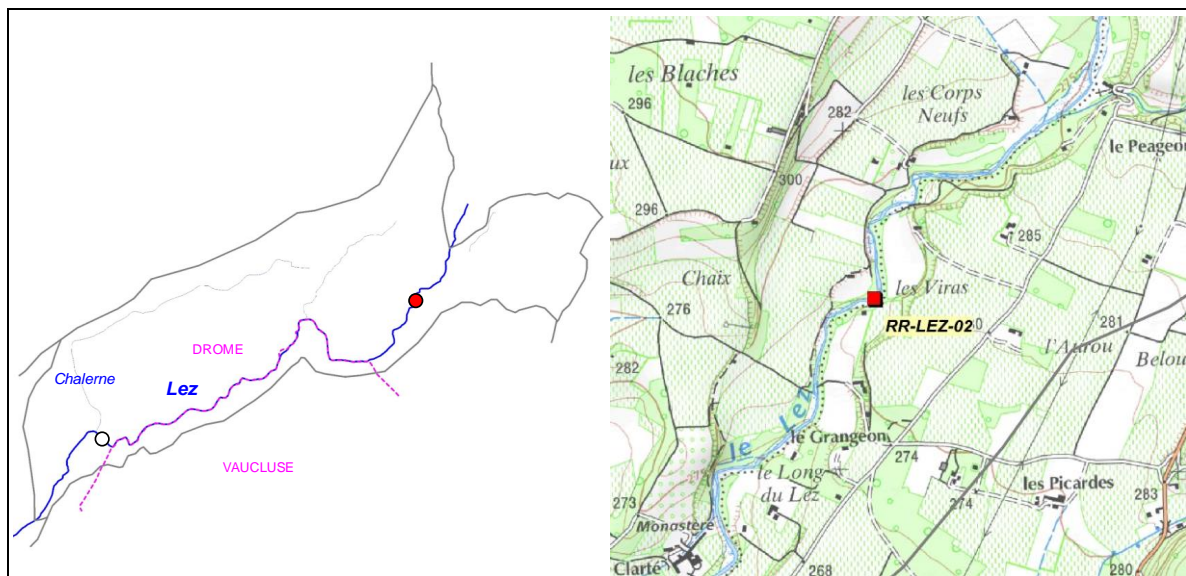 DROME
Chalerne
Lez
VAUCLUSE
les Blaches
296
282
les Corps
Neufs
le Peageon
300
296
285
Chaix
les Viras
276
RR-LEZ-02
281
l'Aurou
Belou
282
le Lez
le Grangeon
274
le Long
du Lez
les Picardes
273
274
283
Monastère
Clarté
268
280